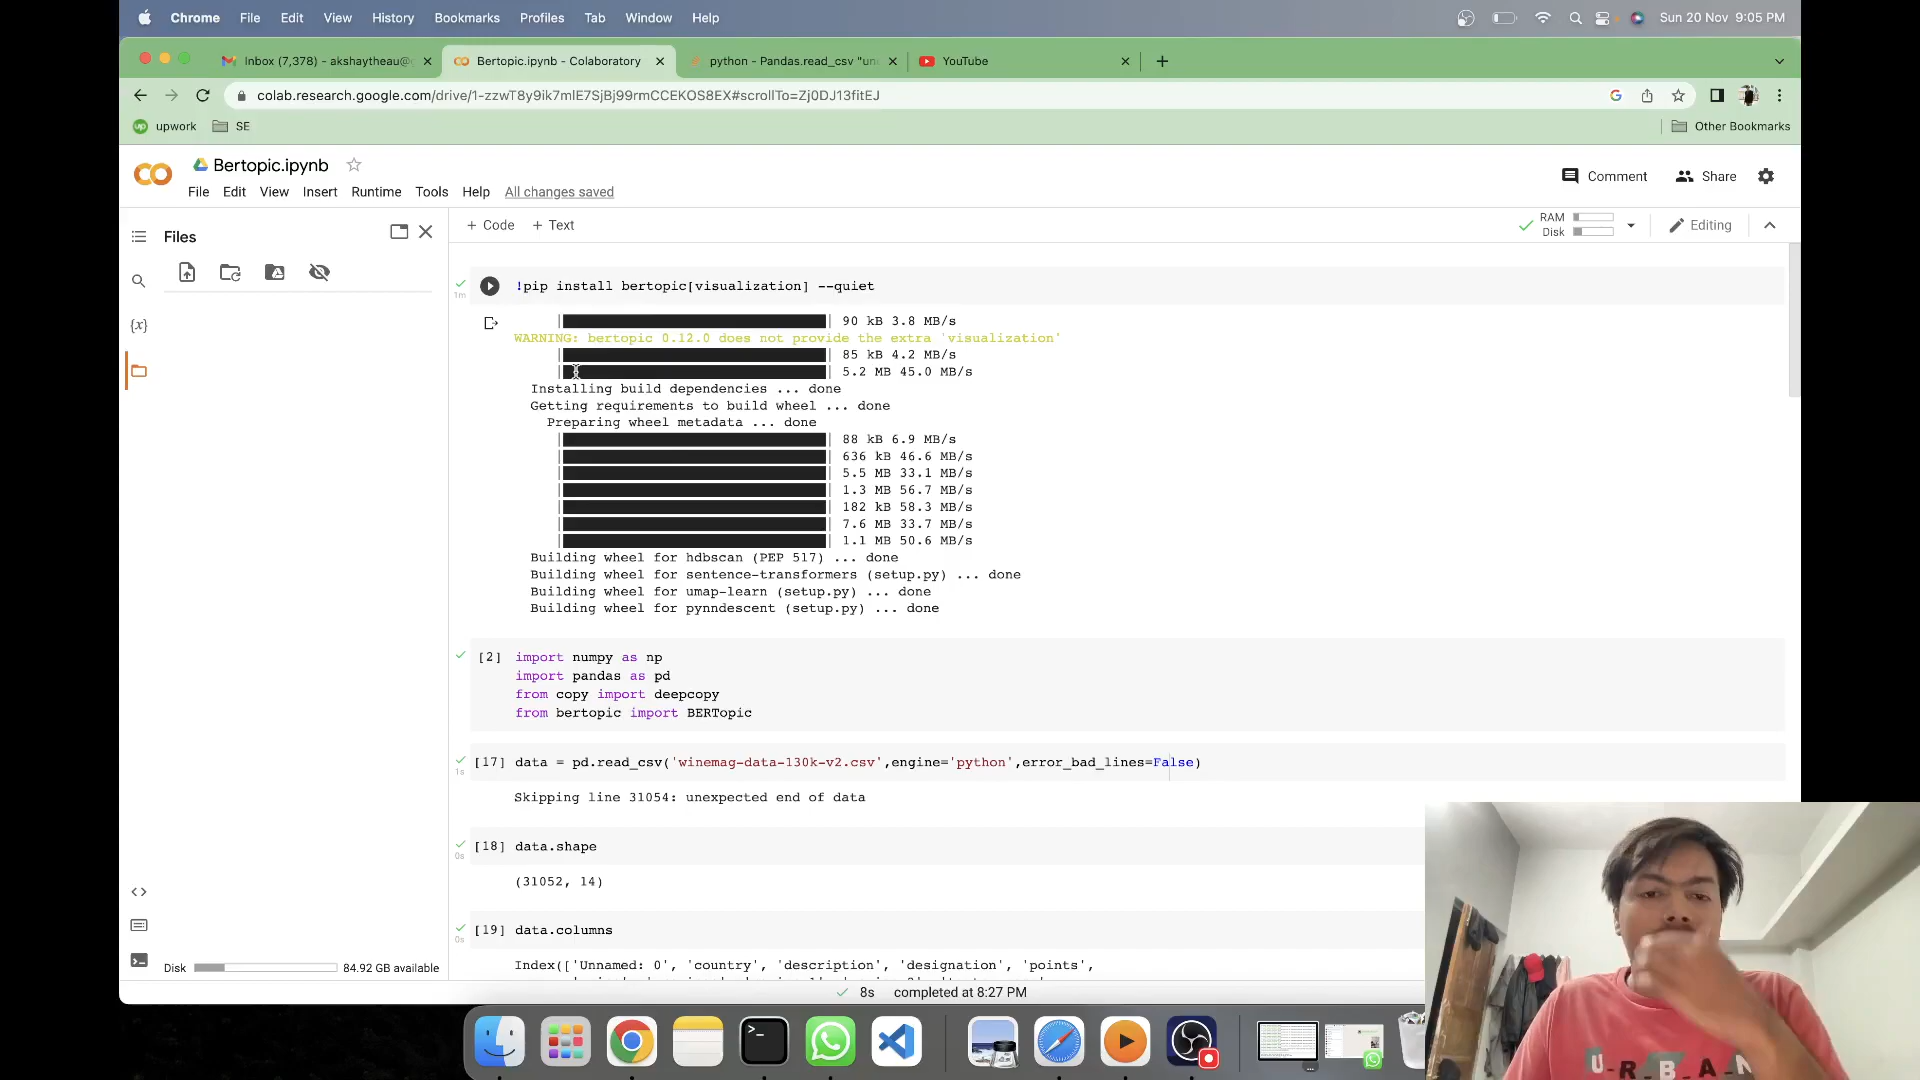 Chrome File Edit View History Bookmarks Profiles Tab Window Help Sun 20 Nov 9:05 PM
Inbox (7,378) - akshaytheau@ Bertopic.ipynb - Colaboratory python - Pandas.read_csv "un YouTube
colab.research.google.com/drive/1-zzwT8y9ik7mlE7SjBj99rmCCEKOS8EX#scrollTo=Zj0DJ13fitEJ
upwork SE Other Bookmarks
Bertopic.ipynb
Comment Share
File Edit View Insert Runtime Tools Help All changes saved
Files
+ Code + Text
RAM
Disk
Editing
1m
!pip install bertopic[visualization] --quiet
90 kB 3.8 MB/s
WARNING: bertopic 0.12.0 does not provide the extra 'visualization'
85 kB 4.2 MB/s
5.2 MB 45.0 MB/s
Installing build dependencies ... done
Getting requirements to build wheel ... done
Preparing wheel metadata ... done
88 kB 6.9 MB/s
636 kB 46.6 MB/s
5.5 MB 33.1 MB/s
1.3 MB 56.7 MB/s
182 kB 58.3 MB/s
7.6 MB 33.7 MB/s
1.1 MB 50.6 MB/s
Building wheel for hdbscan (PEP 517) ... done
Building wheel for sentence-transformers (setup.py) ... done
Building wheel for umap-learn (setup.py) ... done
Building wheel for pynndescent (setup.py) ... done
[2] import numpy as np
import pandas as pd
from copy import deepcopy
from bertopic import BERTopic
[17] data = pd.read_csv('winemag-data-130k-v2.csv',engine='python',error_bad_lines=False)
1s
Skipping line 31054: unexpected end of data
[18] data.shape
0s
(31052, 14)
[19] data.columns
0s
Index(['Unnamed: 0', 'country', 'description', 'designation', 'points',
Disk 84.92 GB available
8s completed at 8:27 PM
URBAN